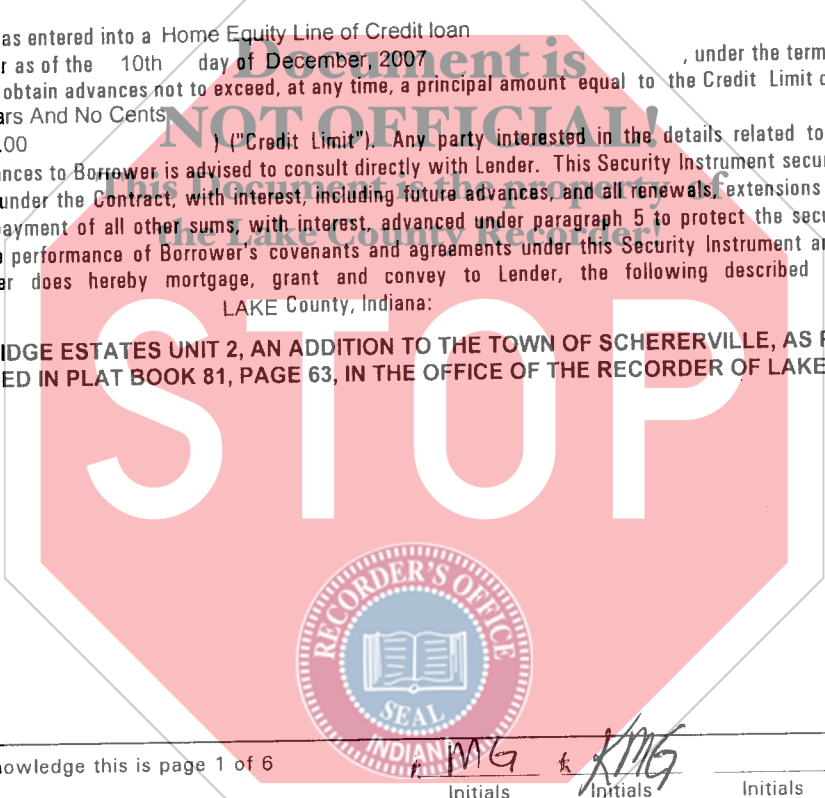 as entered into a Home Equity Line of Credit loan
r as of the 10th day of December, 2007 , under the term
obtain advances not to exceed, at any time, a principal amount equal to the Credit Limit o
ars And No Cents
.00 ) ("Credit Limit"). Any party interested in the details related to
nces to Borrower is advised to consult directly with Lender. This Security Instrument secur
under the Contract, with interest, including future advances, and all renewals, extensions
ayment of all other sums, with interest, advanced under paragraph 5 to protect the secu
e performance of Borrower's covenants and agreements under this Security Instrument an
er does hereby mortgage, grant and convey to Lender, the following described
LAKE County, Indiana:
IDGE ESTATES UNIT 2, AN ADDITION TO THE TOWN OF SCHERERVILLE, AS
ED IN PLAT BOOK 81, PAGE 63, IN THE OFFICE OF THE RECORDER OF LAKE
Document is
NOT OFFICIAL!
This Document is the property of
the Lake County Recorder!
STOP
RECORDER'S OFFICE
SEAL
INDIANA
nowledge this is page 1 of 6
MG KMG
Initials Initials Initials